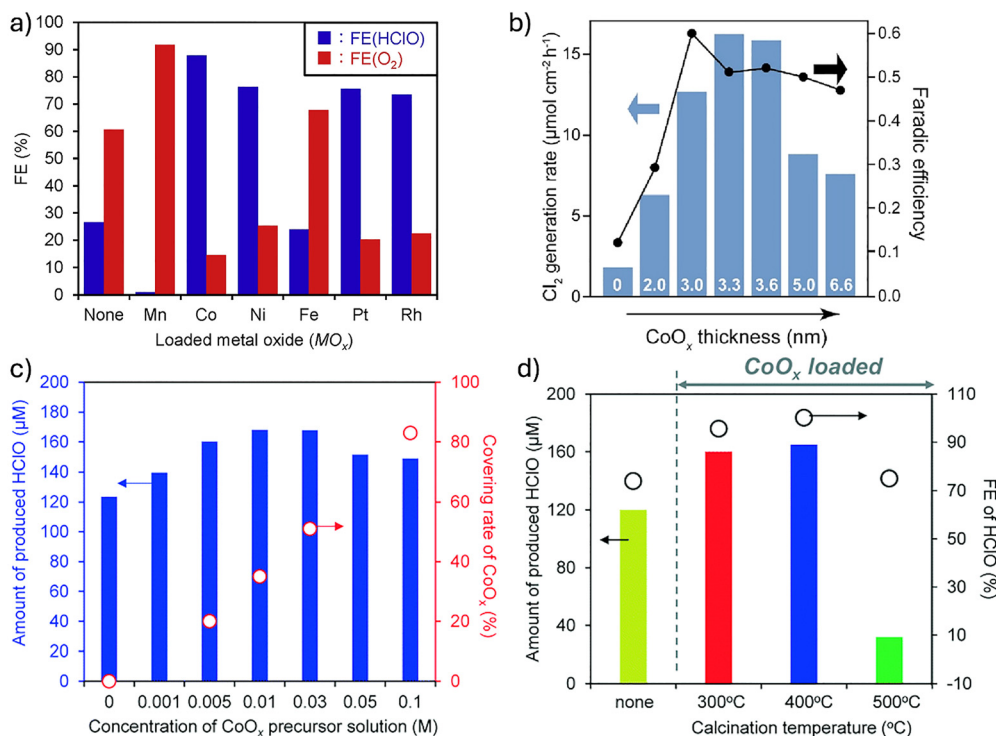 a)
100
90
80
70
60
50
40
30
20
10
0
FE (%)
: FE(HClO)
: FE(O₂)
None Mn Co Ni Fe Pt Rh
Loaded metal oxide (MOₓ)
b)
15
10
5
0
Cl₂ generation rate (µmol cm⁻² h⁻¹)
0.6
0.5
0.3
0.2
0.1
0.0
Faradic efficiency
0 2.0 3.0 3.3 3.6 5.0 6.6
CoOₓ thickness (nm)
c)
200
180
160
140
120
100
80
60
40
20
0
Amount of produced HClO (µM)
100
80
60
40
20
0
Covering rate of CoOₓ (%)
0 0.001 0.005 0.01 0.03 0.05 0.1
Concentration of CoOₓ precursor solution (M)
d)
CoOₓ loaded
200
160
120
80
40
0
Amount of produced HClO (µM)
110
90
70
50
30
10
-10
FE of HClO (%)
none 300ºC 400ºC 500ºC
Calcination temperature (ºC)